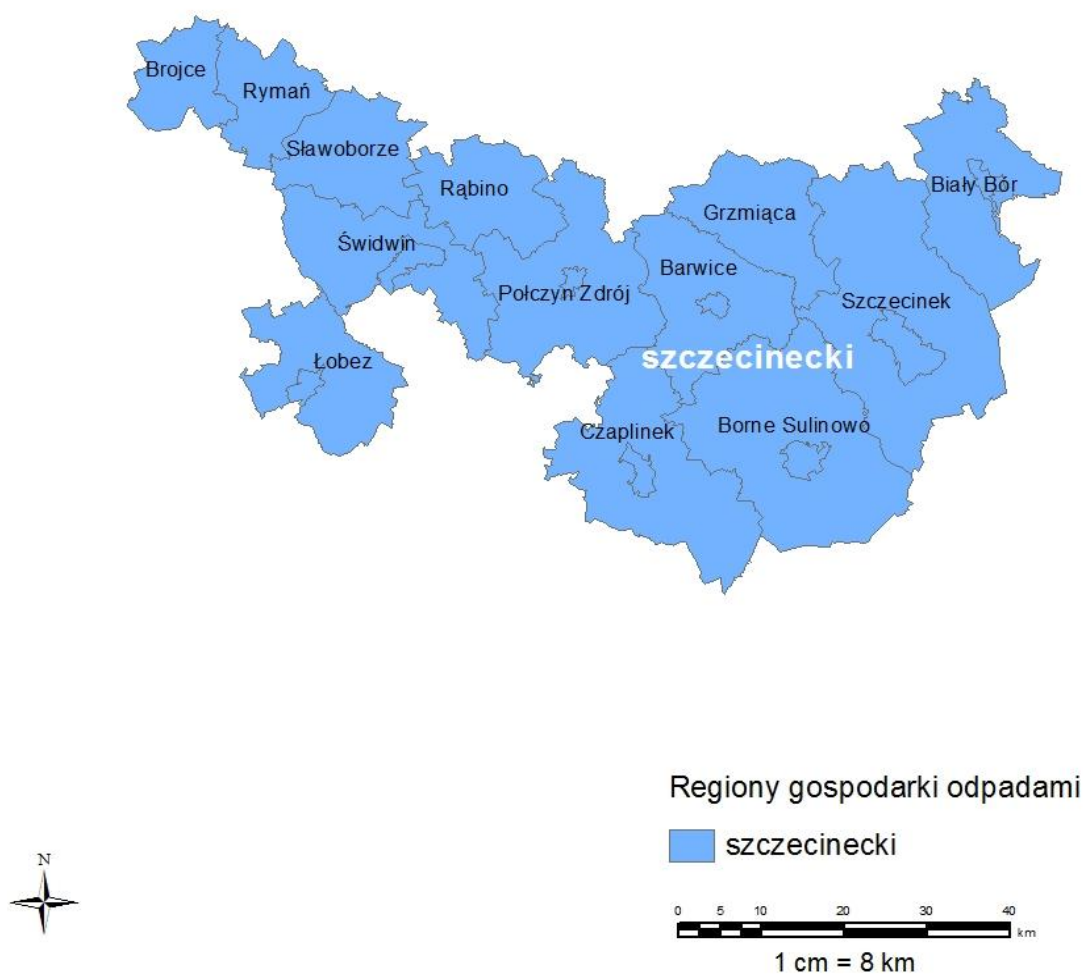 Brojce
Rymań
Sławoborze
Rąbino
Biały Bór
Grzmiąca
Świdwin
Barwice
Połczyn Zdrój
Szczecinek
szczecinecki
Łobez
Czaplinek
Borne Sulinowo
Regiony gospodarki odpadami
szczecinecki
N
0 5 10 20 30 40
km
1 cm = 8 km